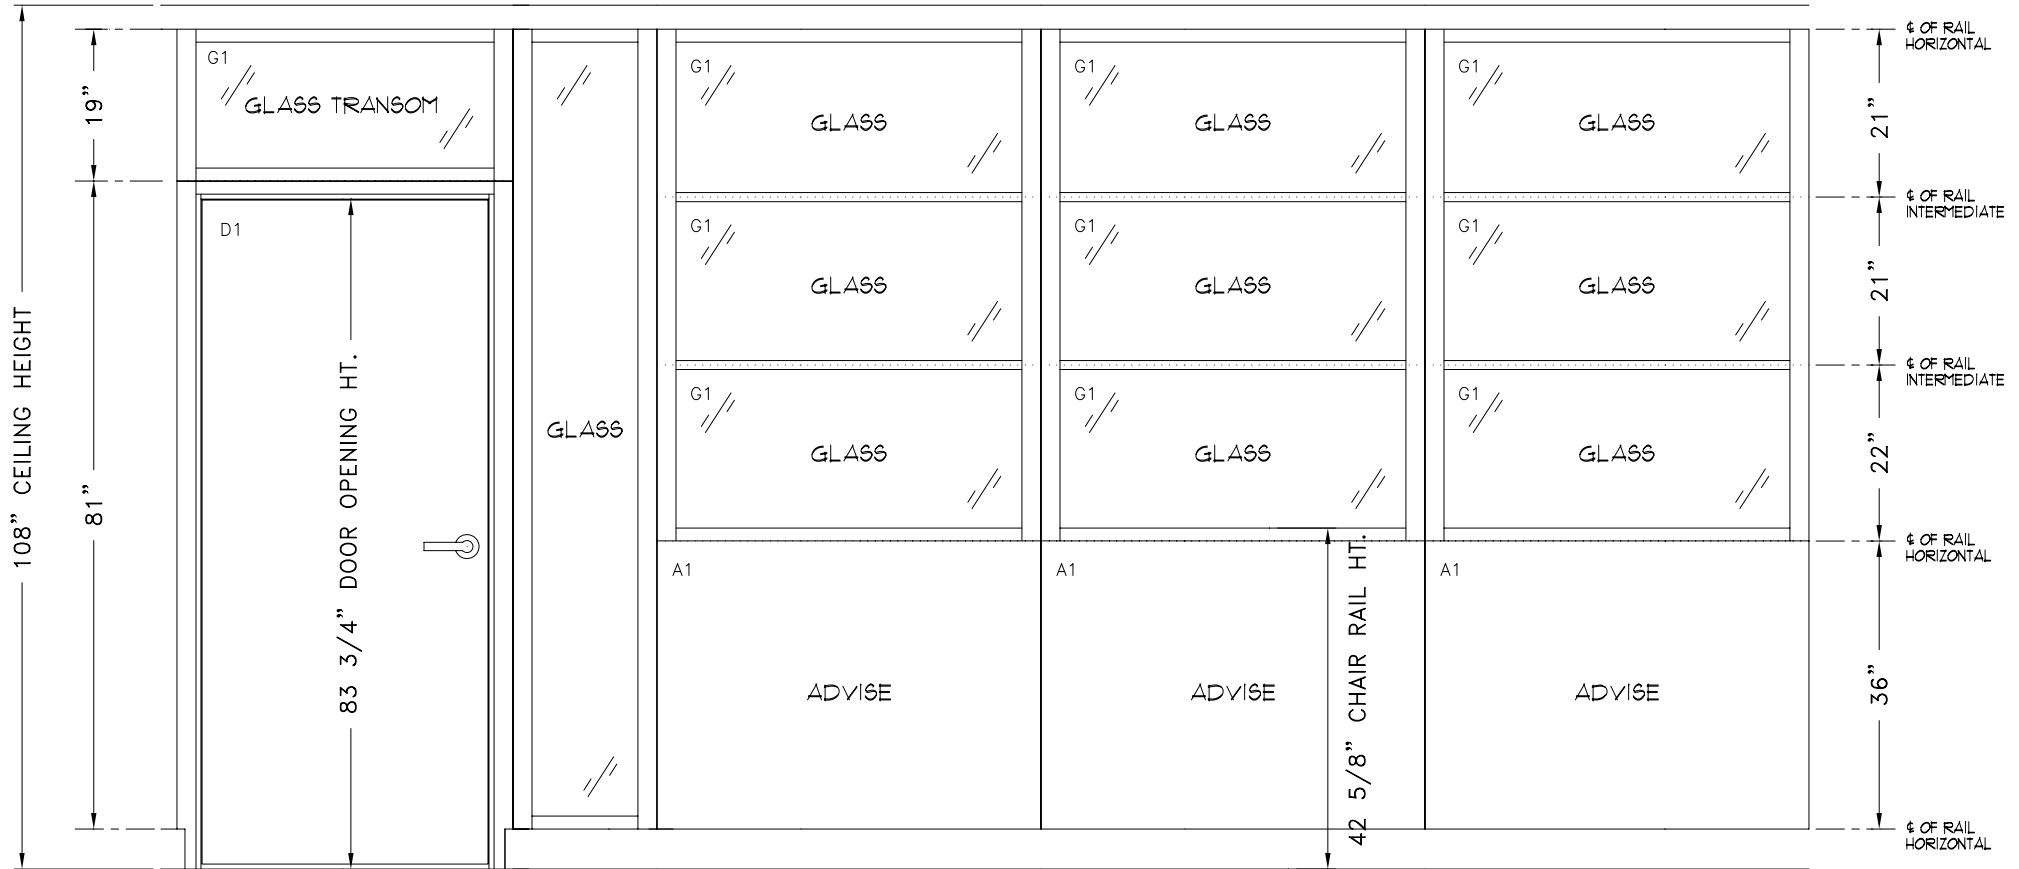 108" CEILING HEIGHT
19"
81"
G1
GLASS TRANSOM
D1
83 3/4" DOOR OPENING HT.
GLASS
G1
GLASS
G1
GLASS
G1
GLASS
G1
GLASS
G1
GLASS
G1
GLASS
G1
GLASS
G1
GLASS
G1
GLASS
A1
ADVISE
A1
ADVISE
A1
ADVISE
42 5/8" CHAIR RAIL HT.
21"
21"
22"
36"
℄ OF RAIL
HORIZONTAL
℄ OF RAIL
INTERMEDIATE
℄ OF RAIL
INTERMEDIATE
℄ OF RAIL
HORIZONTAL
℄ OF RAIL
HORIZONTAL